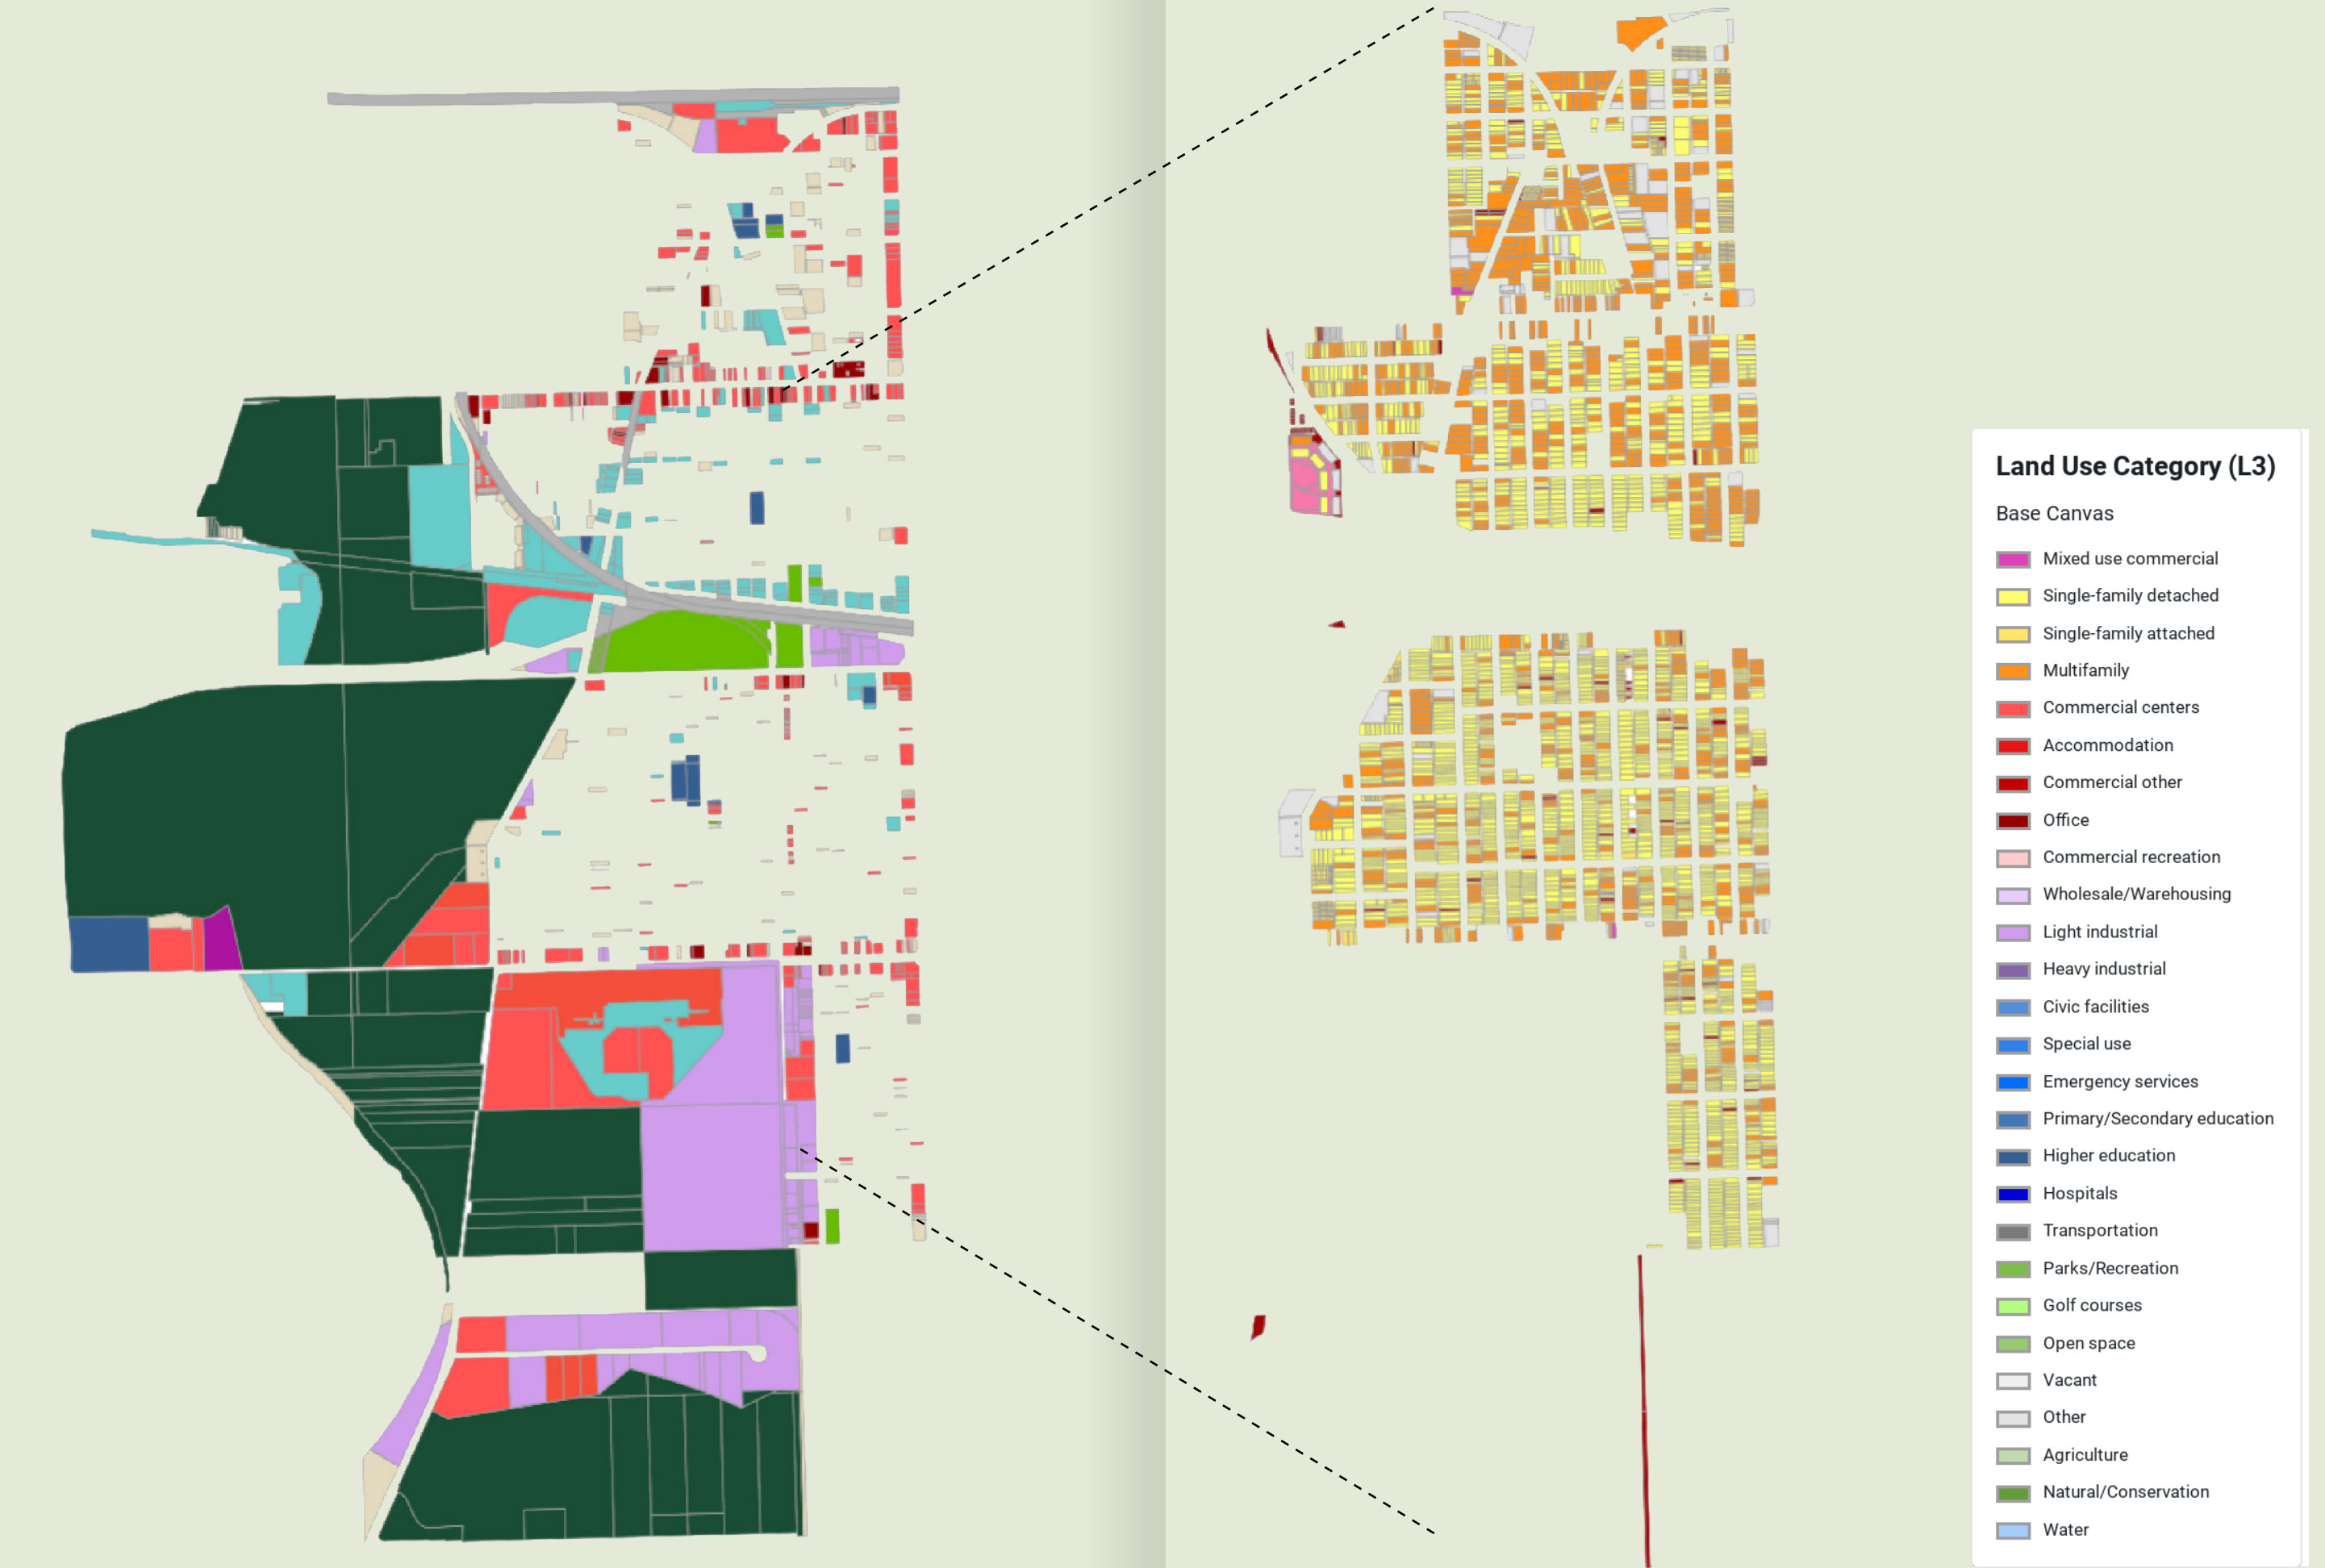 Land Use Category (L3)
Base Canvas
Mixed use commercial
Single-family detached
Single-family attached
Multifamily
Commercial centers
Accommodation
Commercial other
Office
Commercial recreation
Wholesale/Warehousing
Light industrial
Heavy industrial
Civic facilities
Special use
Emergency services
Primary/Secondary education
Higher education
Hospitals
Transportation
Parks/Recreation
Golf courses
Open space
Vacant
Other
Agriculture
Natural/Conservation
Water